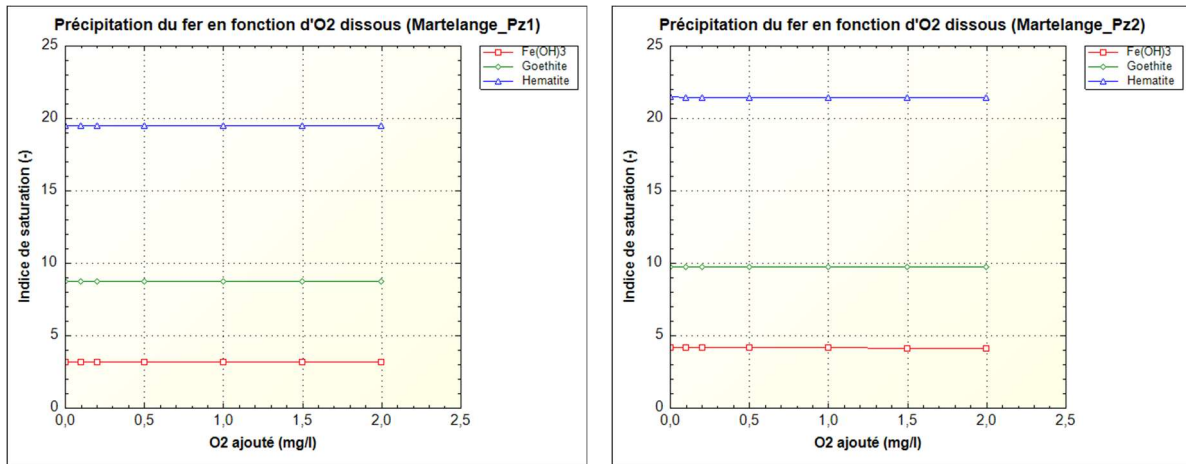 Précipitation du fer en fonction d'O2 dissous (Martelange_Pz1)
25
20
15
10
5
0
Indice de saturation (-)
0,0 0,5 1,0 1,5 2,0 2,5
O2 ajouté (mg/l)
Fe(OH)3
Goethite
Hematite
Précipitation du fer en fonction d'O2 dissous (Martelange_Pz2)
25
20
15
10
5
0
Indice de saturation (-)
0,0 0,5 1,0 1,5 2,0 2,5
O2 ajouté (mg/l)
Fe(OH)3
Goethite
Hematite